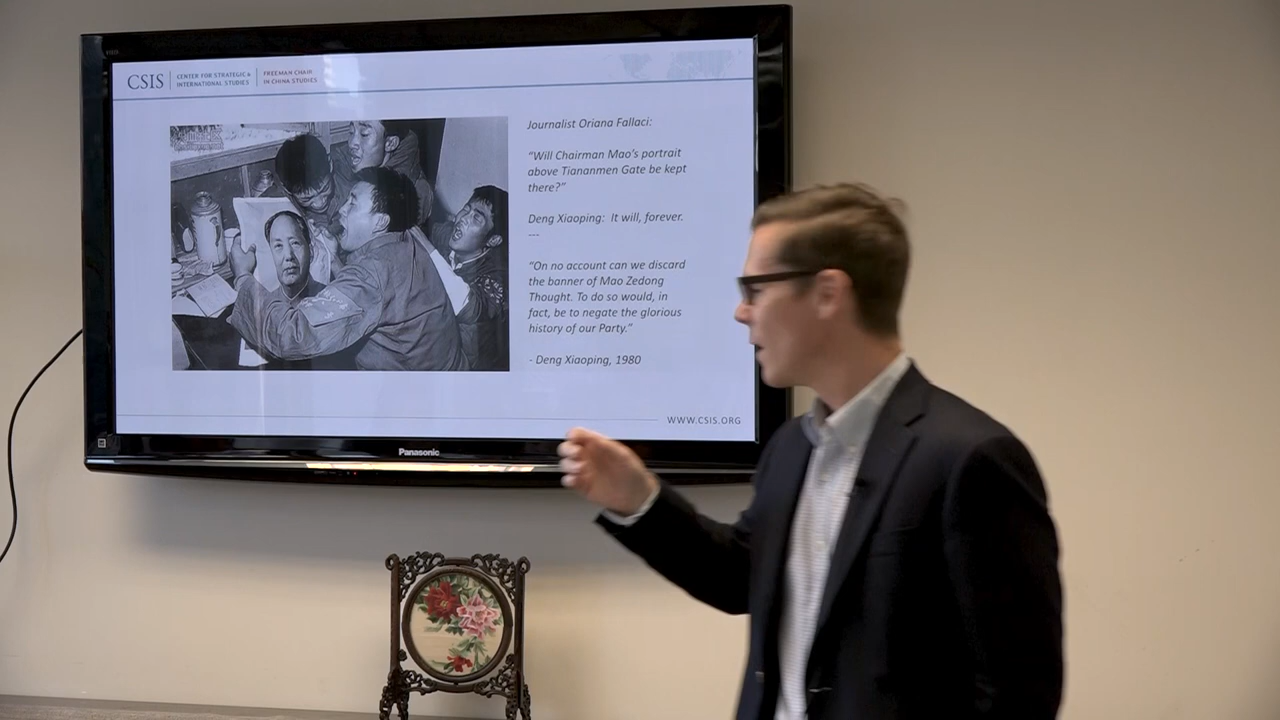 CSIS
CENTER FOR STRATEGIC &
INTERNATIONAL STUDIES
FREEMAN CHAIR
IN CHINA STUDIES
Journalist Oriana Fallaci:
“Will Chairman Mao’s portrait
above Tiananmen Gate be kept
there?”
Deng Xiaoping: It will, forever.
---
“On no account can we discard
the banner of Mao Zedong
Thought. To do so would, in
fact, be to negate the glorious
history of our Party.”
- Deng Xiaoping, 1980
WWW.CSIS.ORG
Panasonic